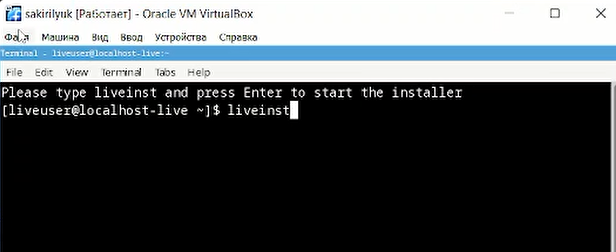 sakirilyuk [Работает] - Oracle VM VirtualBox
Файл Машина Вид Ввод Устройства Справка
Terminal - liveuser@localhost-live:~
File Edit View Terminal Tabs Help
Please type liveinst and press Enter to start the installer
[liveuser@localhost-live ~]$ liveinst